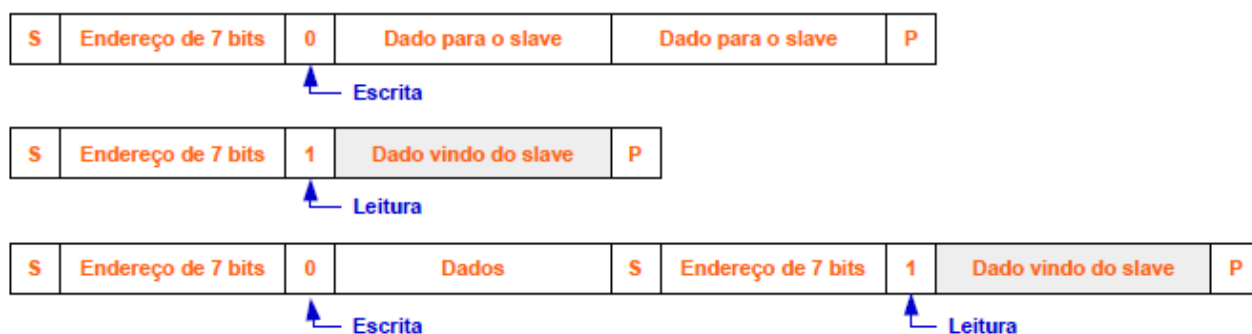 S Endereço de 7 bits 0 Dado para o slave Dado para o slave P
Escrita
S Endereço de 7 bits 1 Dado vindo do slave P
Leitura
S Endereço de 7 bits 0 Dados S Endereço de 7 bits 1 Dado vindo do slave P
Escrita Leitura